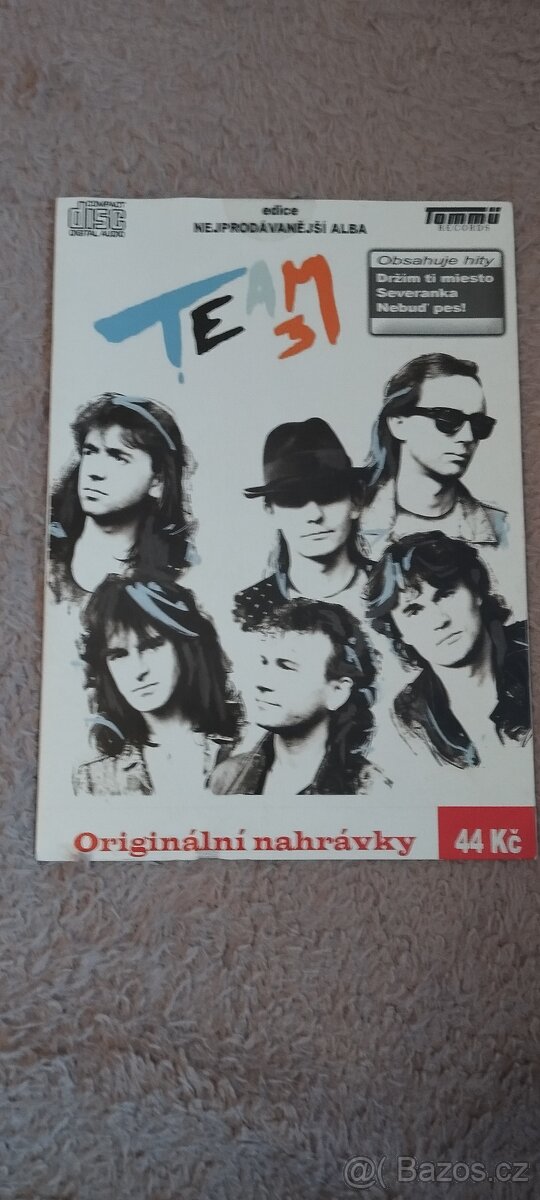 COMPACT
disc
DIGITAL AUDIO
edice
NEJPRODÁVANĚJŠÍ ALBA
Tommü
RECORDS
Obsahuje hity
Držím ti miesto
Severanka
Nebuď pes!
TEAM
3
Originální nahrávky
44 Kč
@( Bazos.cz